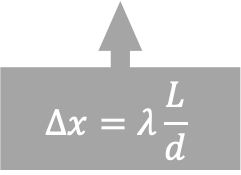 Δx = λ L/d